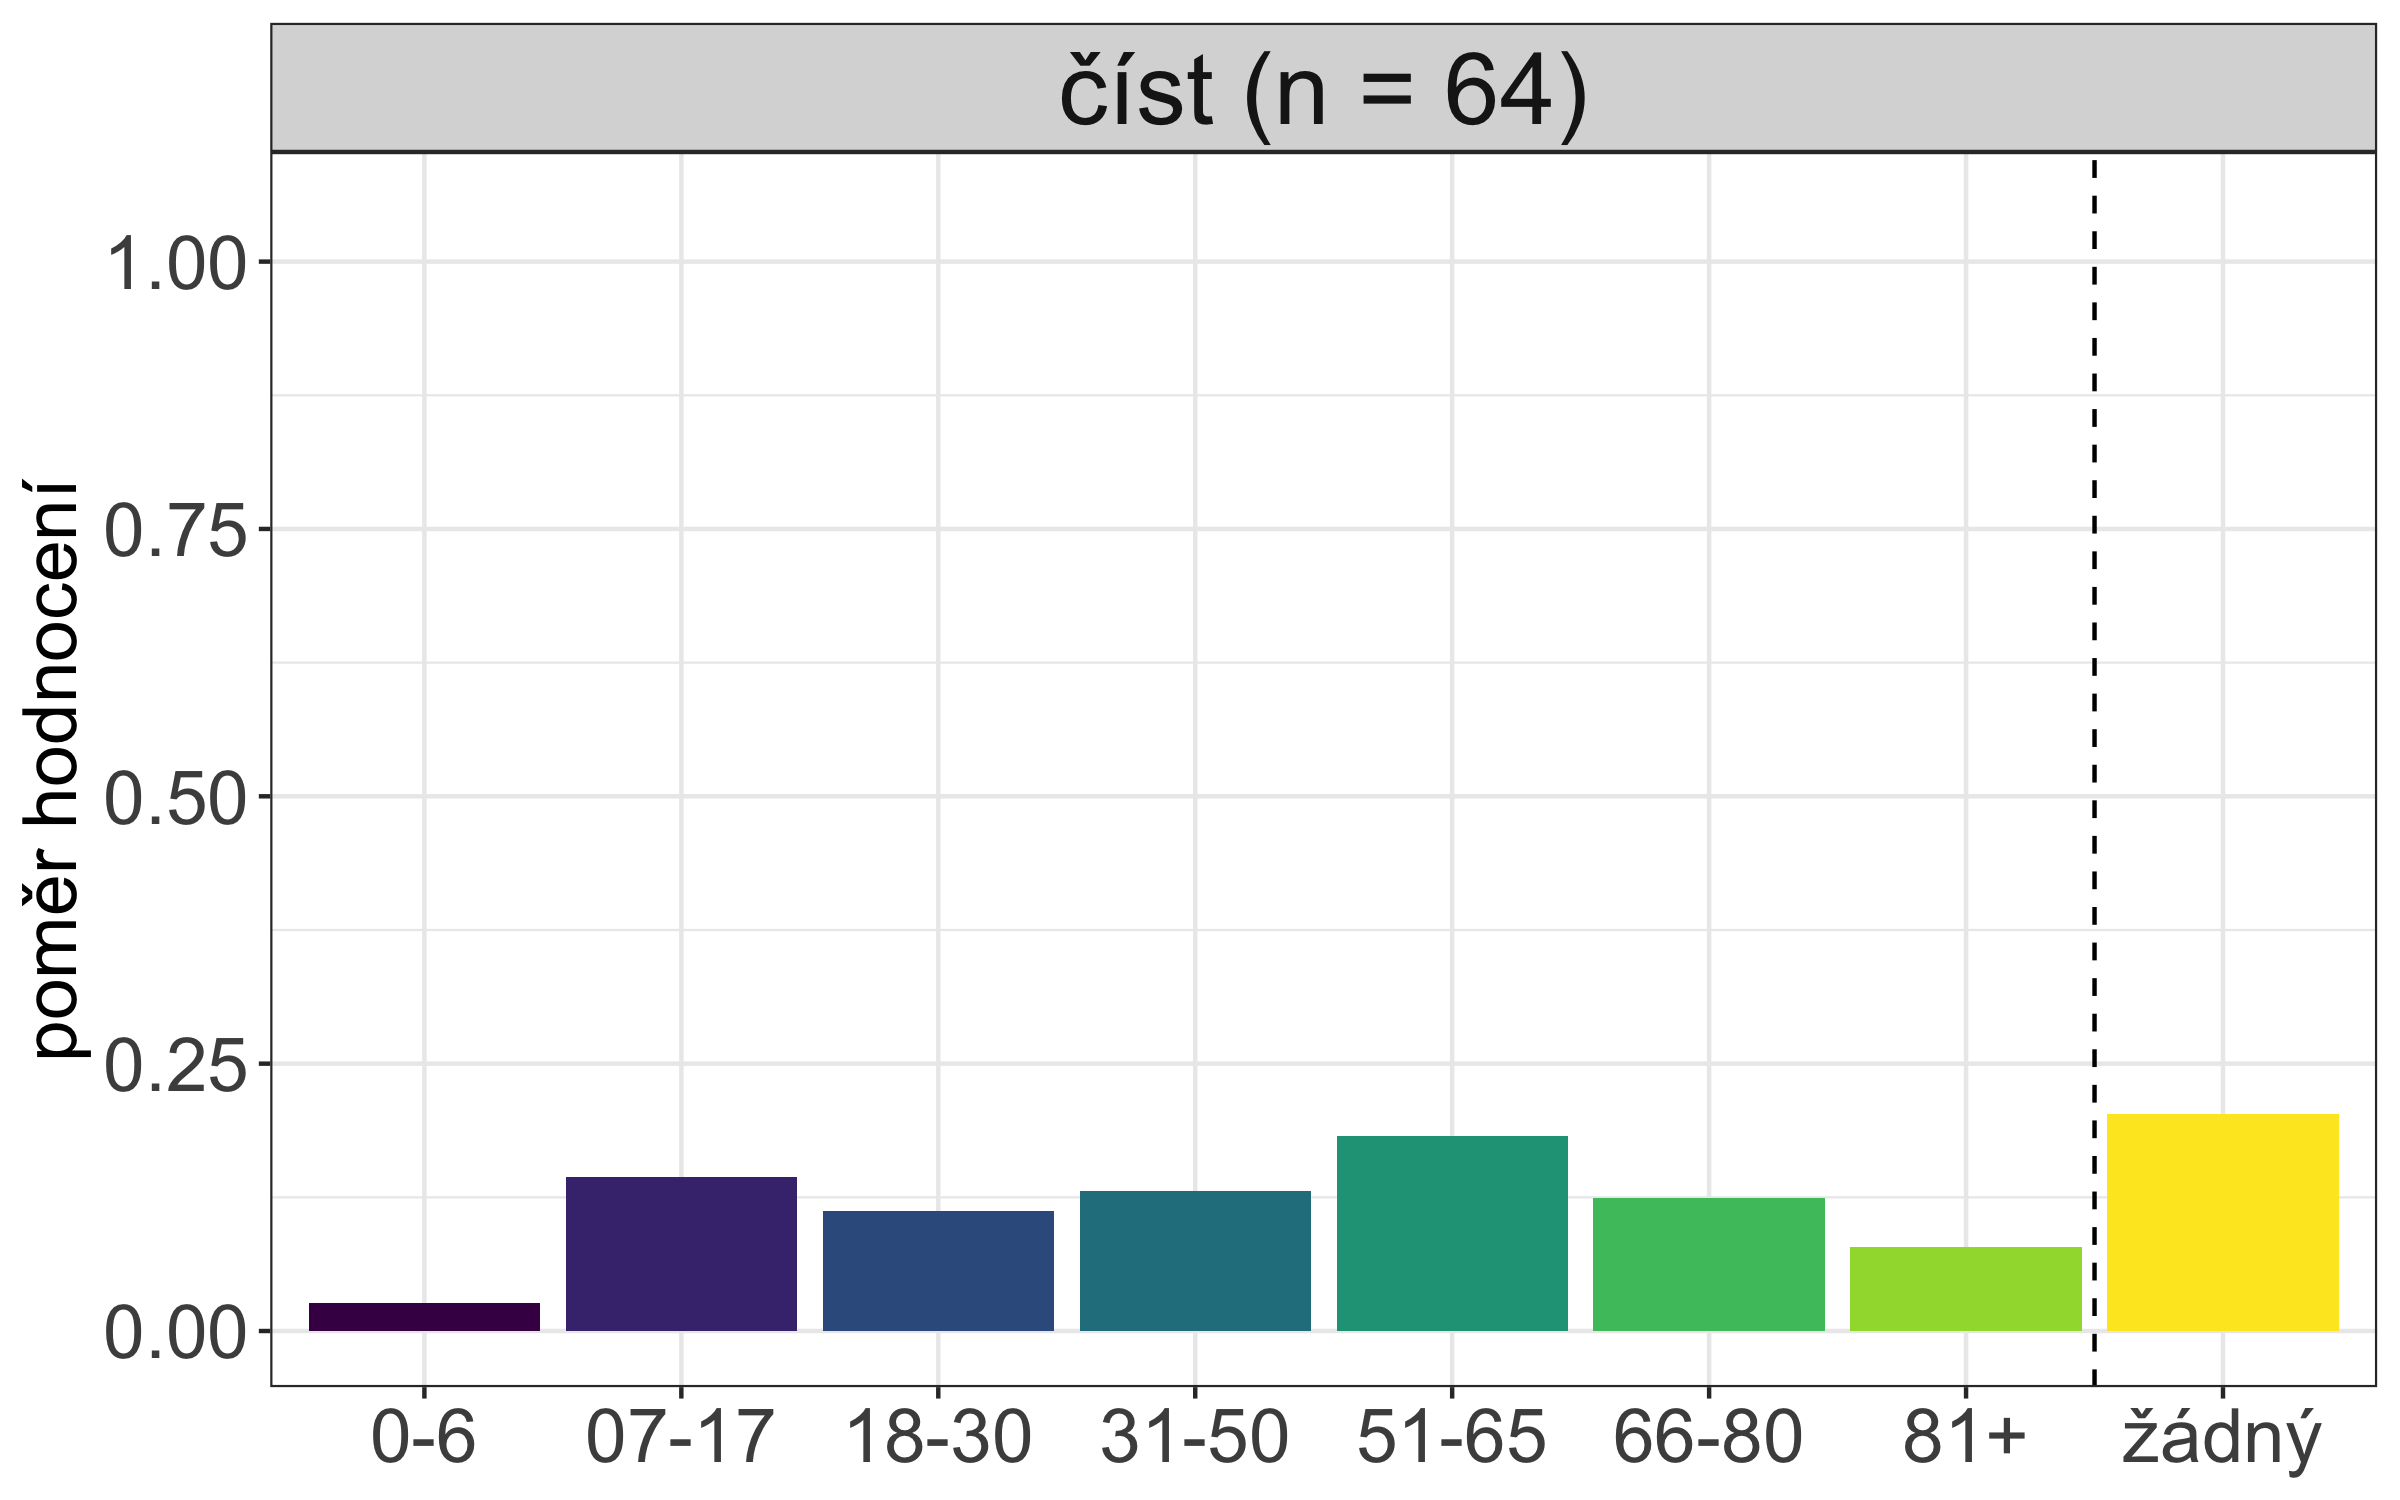 číst (n = 64)
poměr hodnocení
1.00
0.75
0.50
0.25
0.00
0-6 07-17 18-30 31-50 51-65 66-80 81+ žádný